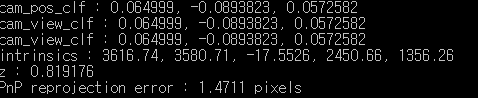 cam_pos_clf : 0.064999, -0.0893823, 0.0572582
cam_view_clf : 0.064999, -0.0893823, 0.0572582
cam_view_clf : 0.064999, -0.0893823, 0.0572582
intrinsics : 3616.74, 3580.71, -17.5526, 2450.66, 1356.26
z : 0.819176
PnP reprojection error : 1.4711 pixels